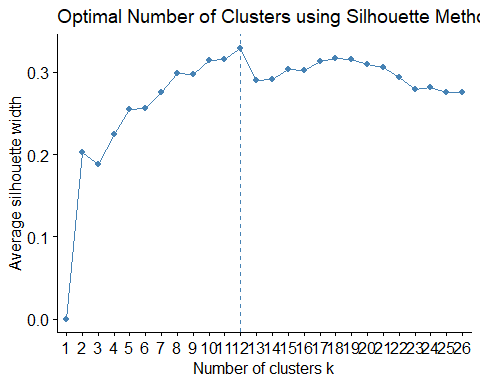 Optimal Number of Clusters using Silhouette Metho
Average silhouette width
0.3
0.2
0.1
0.0
1 2 3 4 5 6 7 8 9 10 11 12 13 14 15 16 17 18 19 20 21 22 23 24 25 26
Number of clusters k